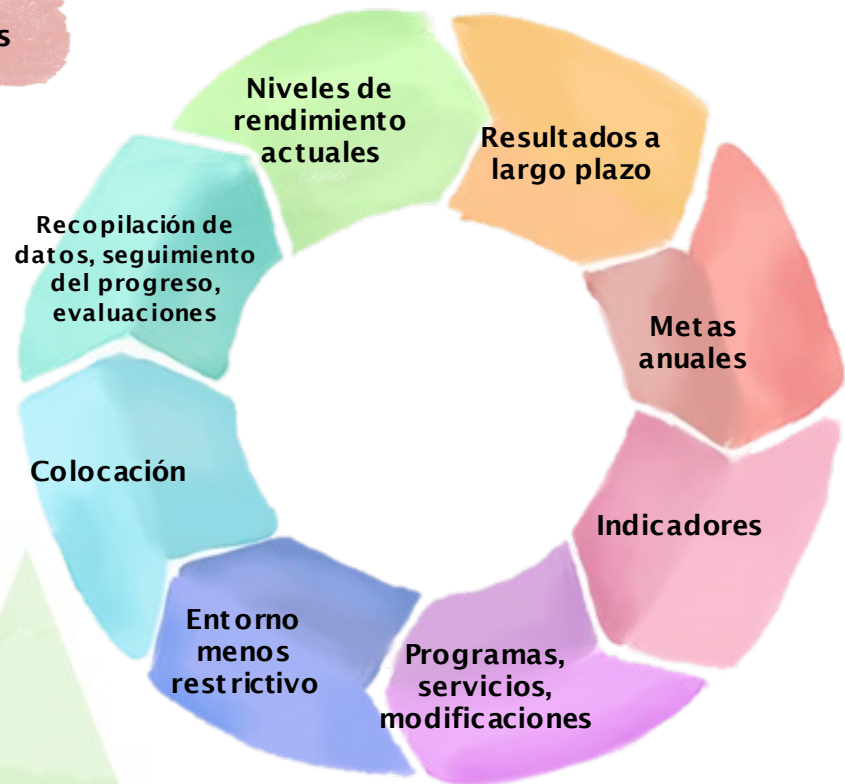 s
Niveles de
rendimiento
actuales
Resultados a
largo plazo
Metas
anuales
Indicadores
Programas,
servicios,
modificaciones
Entorno
menos
restrictivo
Colocación
Recopilación de
datos, seguimiento
del progreso,
evaluaciones